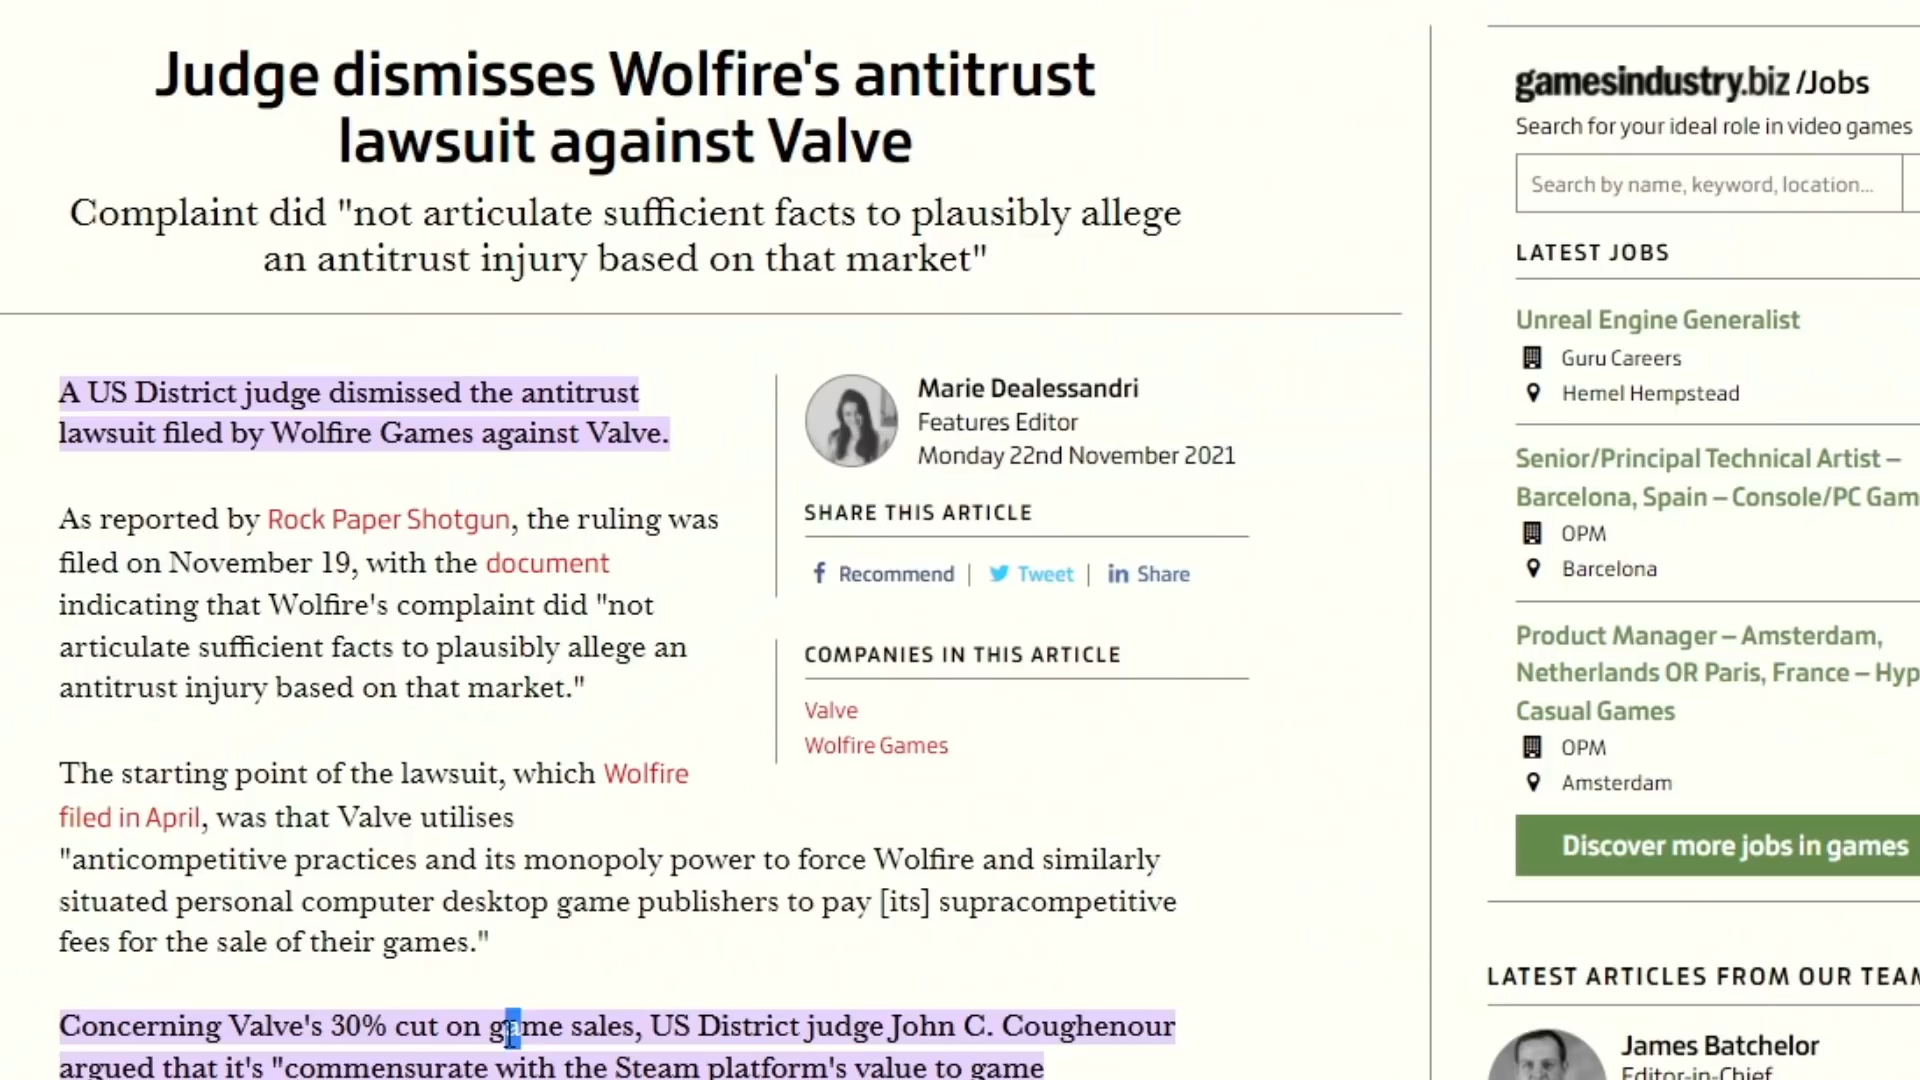 Judge dismisses Wolfire's antitrust
lawsuit against Valve
Complaint did "not articulate sufficient facts to plausibly allege
an antitrust injury based on that market"
A US District judge dismissed the antitrust
lawsuit filed by Wolfire Games against Valve.
As reported by Rock Paper Shotgun, the ruling was
filed on November 19, with the document
indicating that Wolfire's complaint did "not
articulate sufficient facts to plausibly allege an
antitrust injury based on that market."
The starting point of the lawsuit, which Wolfire
filed in April, was that Valve utilises
"anticompetitive practices and its monopoly power to force Wolfire and similarly
situated personal computer desktop game publishers to pay [its] supracompetitive
fees for the sale of their games."
Concerning Valve's 30% cut on game sales, US District judge John C. Coughenour
argued that it's "commensurate with the Steam platform's value to game
Marie Dealessandri
Features Editor
Monday 22nd November 2021
SHARE THIS ARTICLE
Recommend | Tweet | Share
COMPANIES IN THIS ARTICLE
Valve
Wolfire Games
gamesindustry.biz /Jobs
Search for your ideal role in video games
Search by name, keyword, location...
LATEST JOBS
Unreal Engine Generalist
Guru Careers
Hemel Hempstead
Senior/Principal Technical Artist –
Barcelona, Spain – Console/PC Gam
OPM
Barcelona
Product Manager – Amsterdam,
Netherlands OR Paris, France – Hyp
Casual Games
OPM
Amsterdam
Discover more jobs in games
LATEST ARTICLES FROM OUR TEAM
James Batchelor
Editor-in-Chief